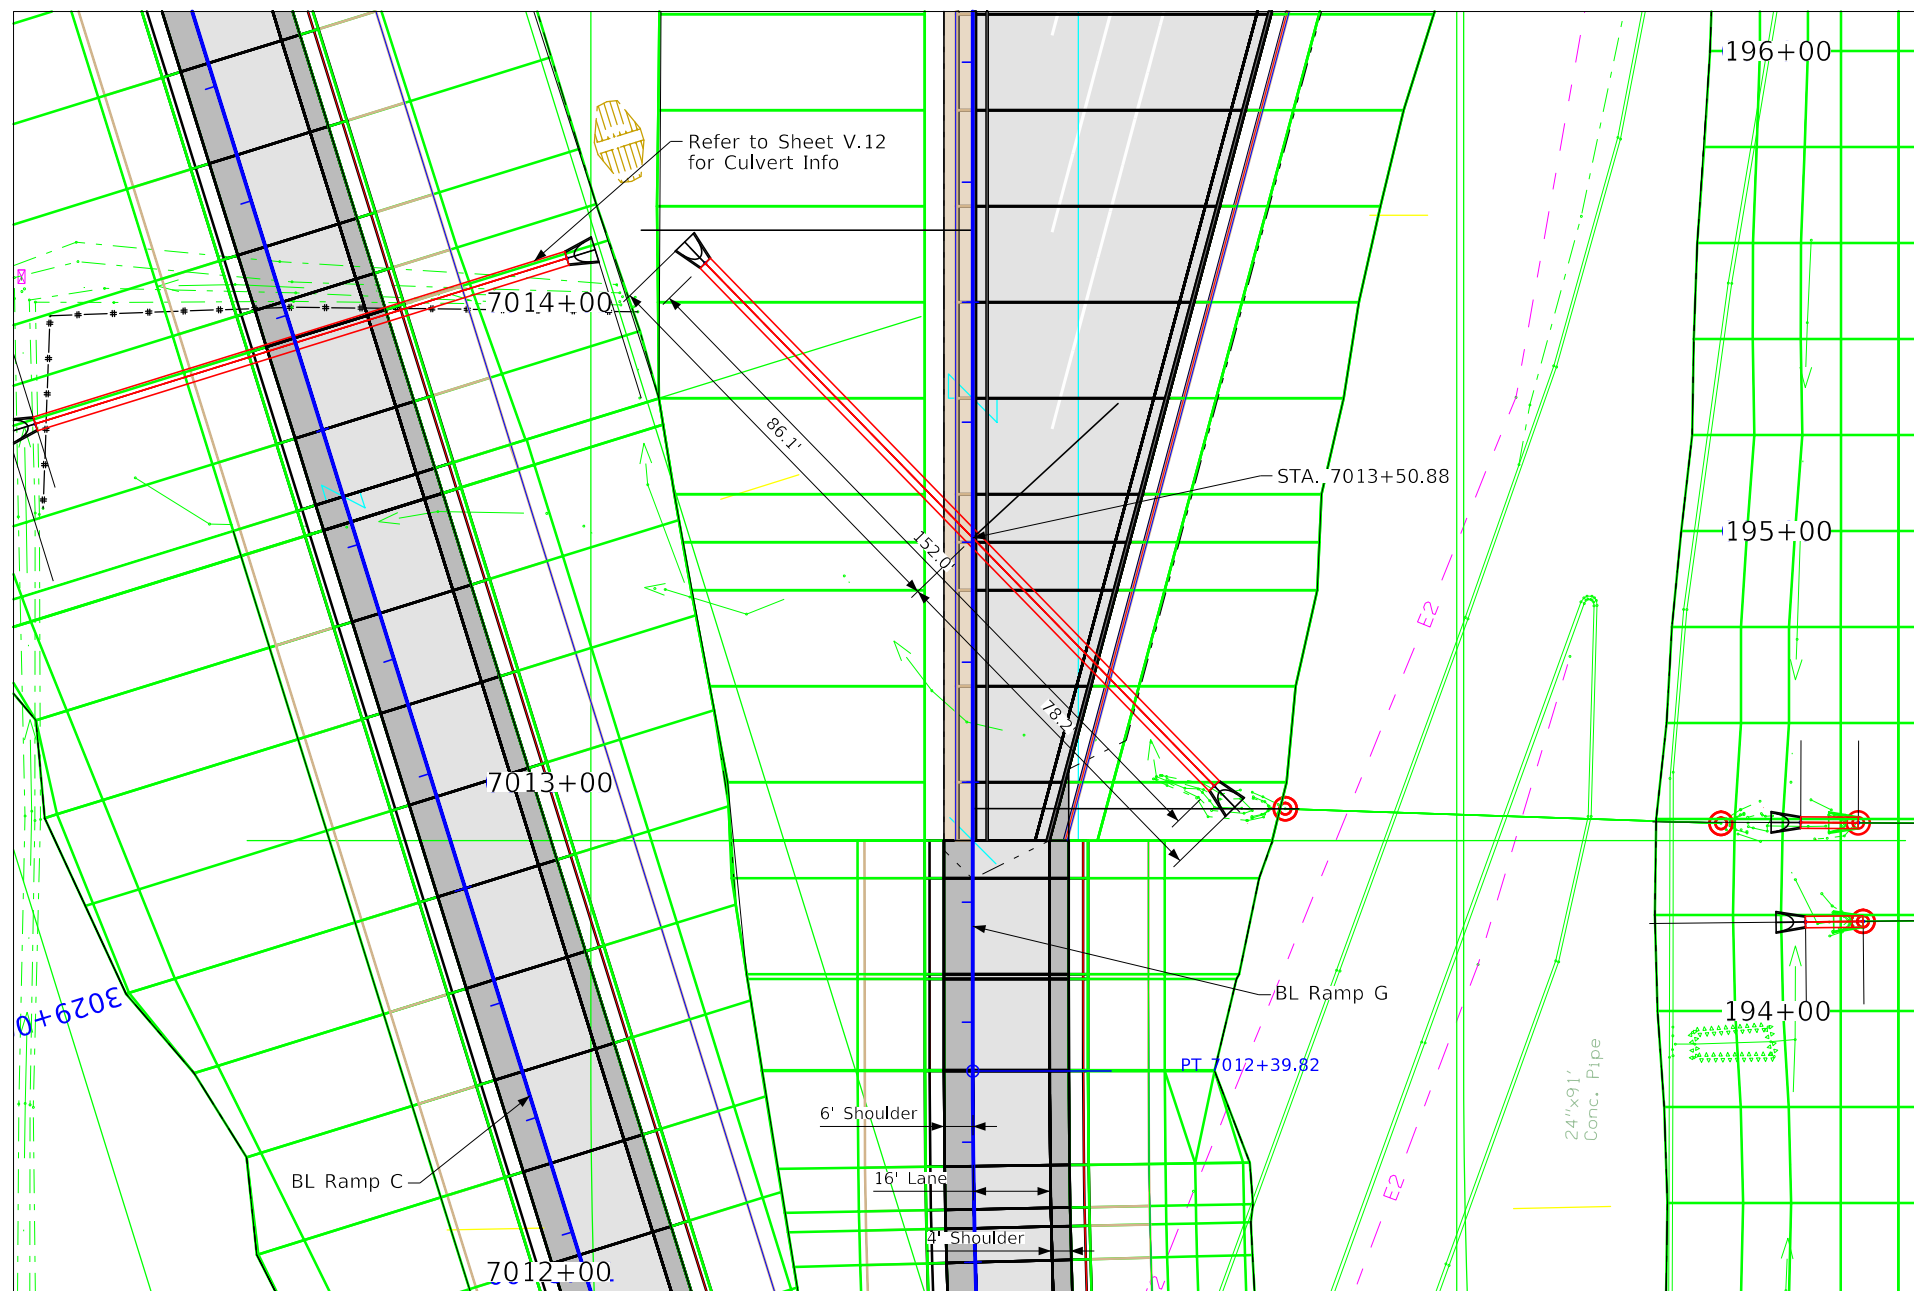 196+00
Refer to Sheet V.12
for Culvert Info
7014+00
86.1'
STA. 7013+50.88
195+00
152.0'
E2
78.2'
7013+00
BL Ramp G
3029+0
194+00
PT 7012+39.82
24"x91'
Conc. Pipe
6' Shoulder
BL Ramp C
16' Lane
E2
4' Shoulder
7012+00